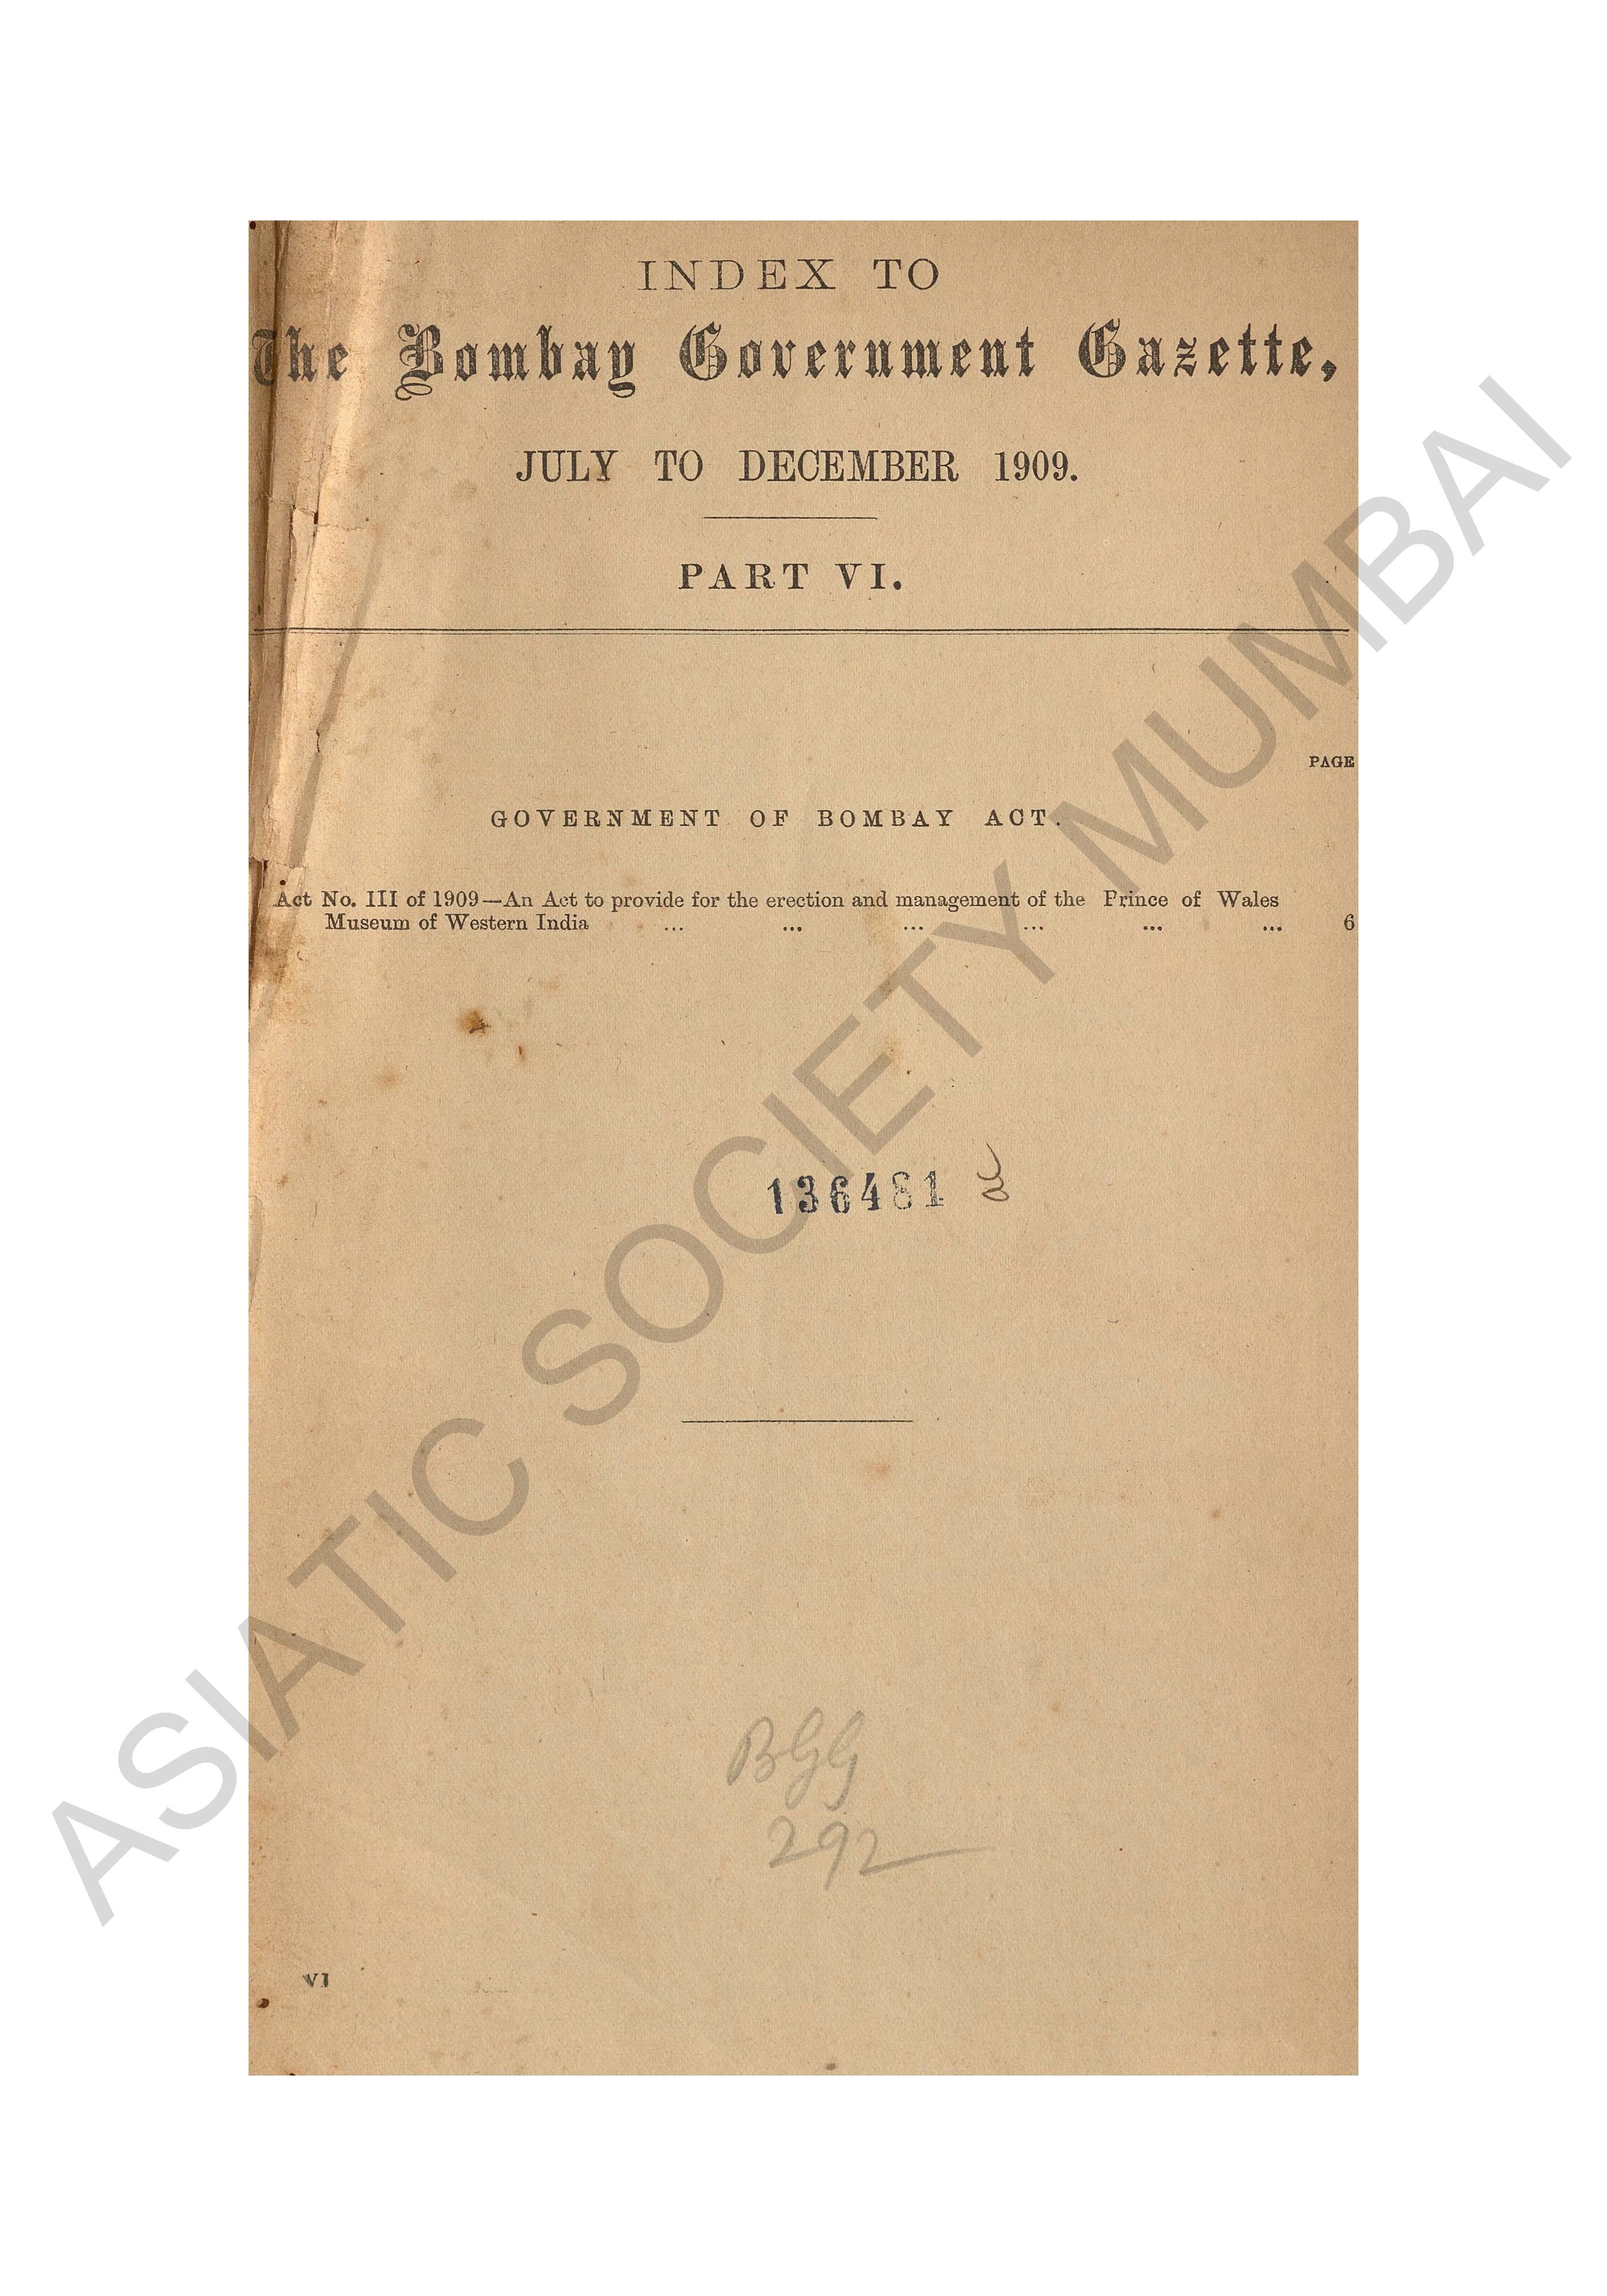 INDEX TO
The Bombay Government Gazette,
JULY TO DECEMBER 1909.
PART VI.
PAGE
GOVERNMENT OF BOMBAY ACT.
Act No. III of 1909—An Act to provide for the erection and management of the Prince of Wales
Museum of Western India ... ... ... ... ... ... 6
136481
BGG
292
VI
ASIATIC SOCIETY MUMBAI